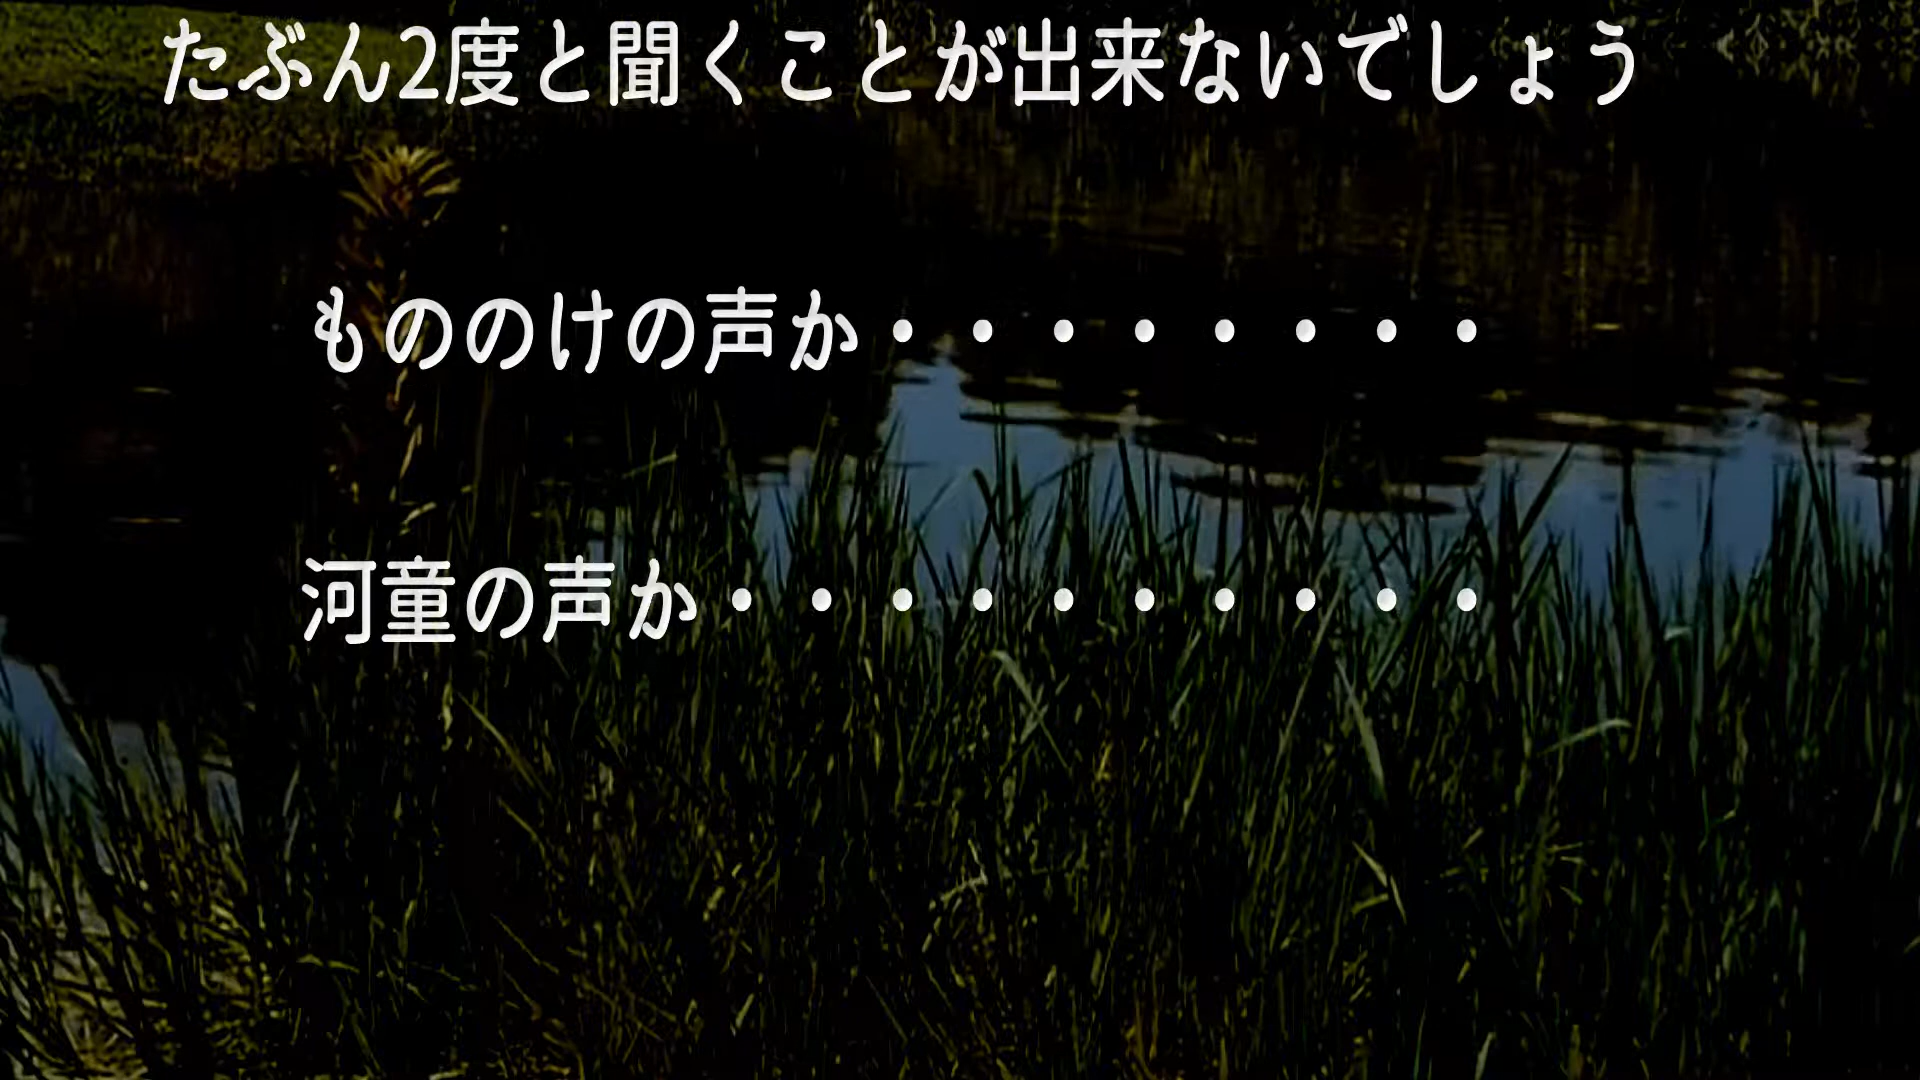 たぶん2度と聞くことが出来ないでしょう
もののけの声か・・・・・・・・
河童の声か・・・・・・・・・・